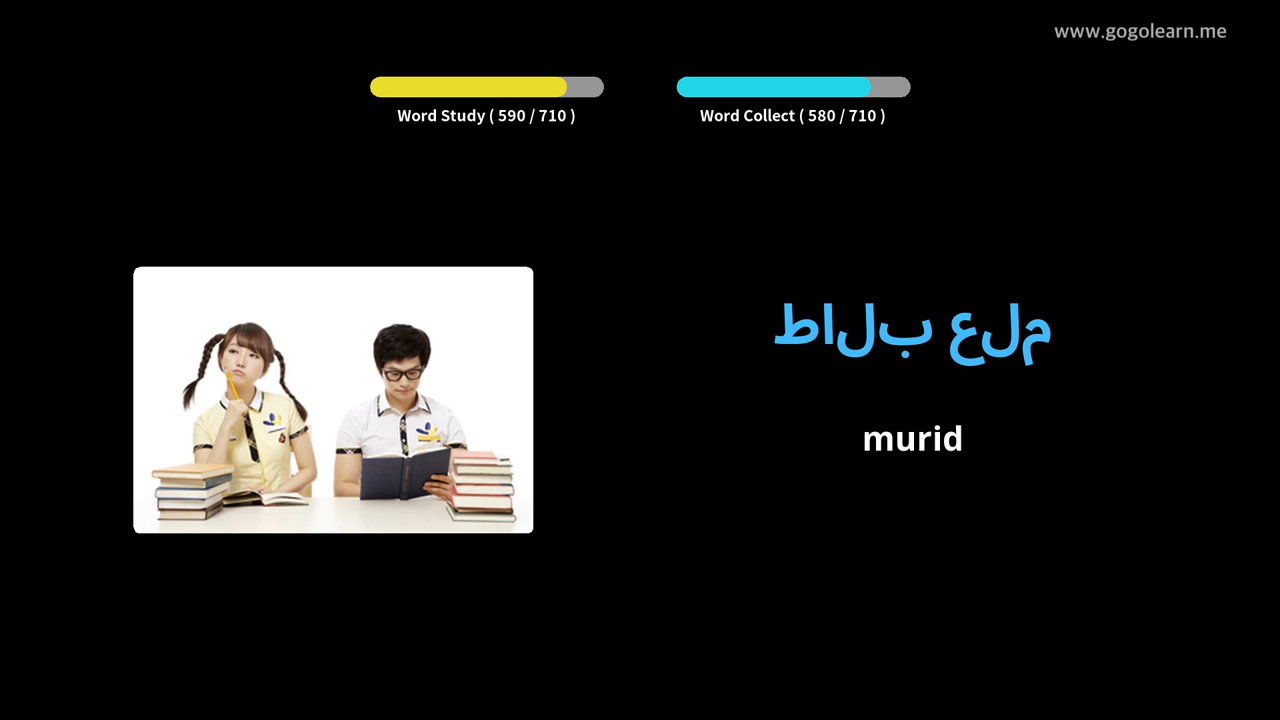 www.gogolearn.me
Word Study ( 590 / 710 )
Word Collect ( 580 / 710 )
طالب علم
murid